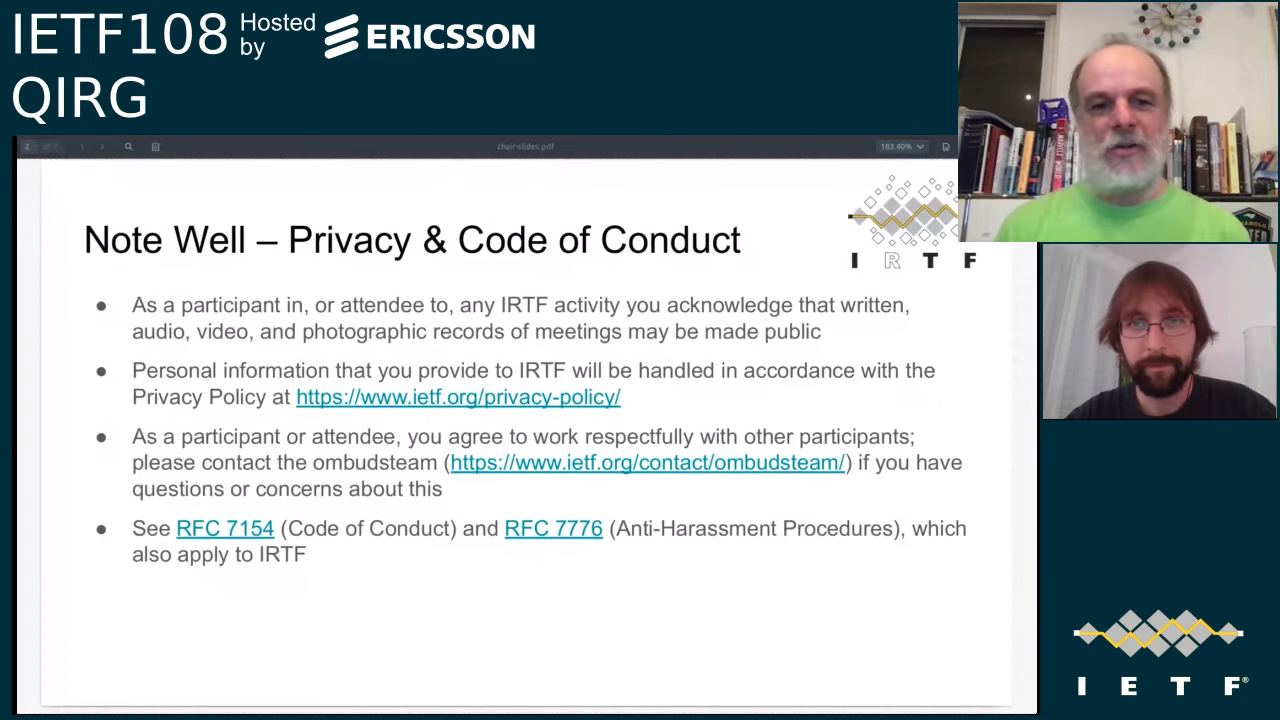 IETF108 Hosted by ERICSSON
QIRG
2 of 7
chair-slides.pdf
183.40%
Note Well – Privacy & Code of Conduct
I R T F
● As a participant in, or attendee to, any IRTF activity you acknowledge that written,
audio, video, and photographic records of meetings may be made public
● Personal information that you provide to IRTF will be handled in accordance with the
Privacy Policy at https://www.ietf.org/privacy-policy/
● As a participant or attendee, you agree to work respectfully with other participants;
please contact the ombudsteam (https://www.ietf.org/contact/ombudsteam/) if you have
questions or concerns about this
● See RFC 7154 (Code of Conduct) and RFC 7776 (Anti-Harassment Procedures), which
also apply to IRTF
I E T F®